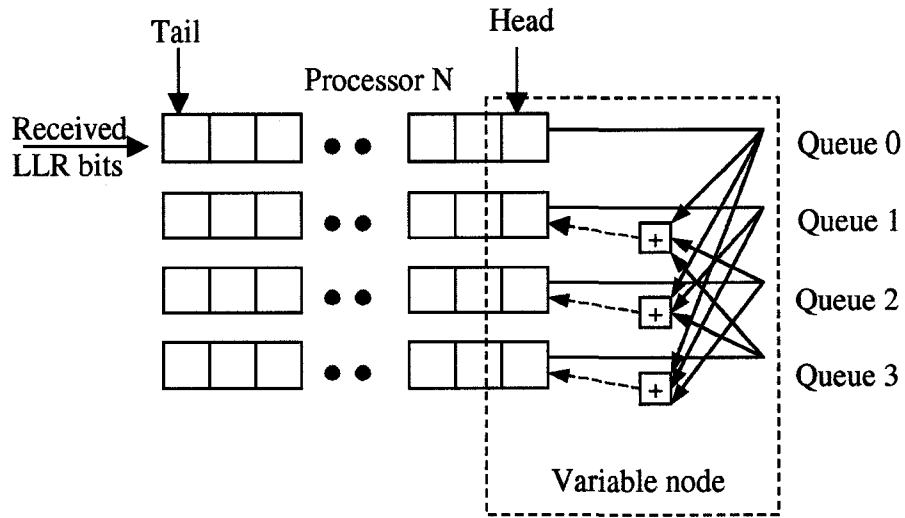 Tail
Head
Processor N
Received
LLR bits
Queue 0
Queue 1
+
Queue 2
+
Queue 3
+
Variable node